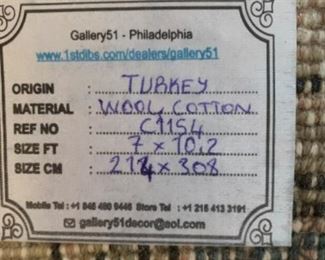 Gallery51 - Philadelphia
www.1stdibs.com/dealers/gallery51
ORIGIN : TURKEY
MATERIAL : WOOL COTTON
REF NO : C1154
SIZE FT : 7 x 10.2
SIZE CM : 214 x 308
Mobile Tel : +1 646 480 9446 Store Tel : +1 215 413 3191
gallery51decor@aol.com